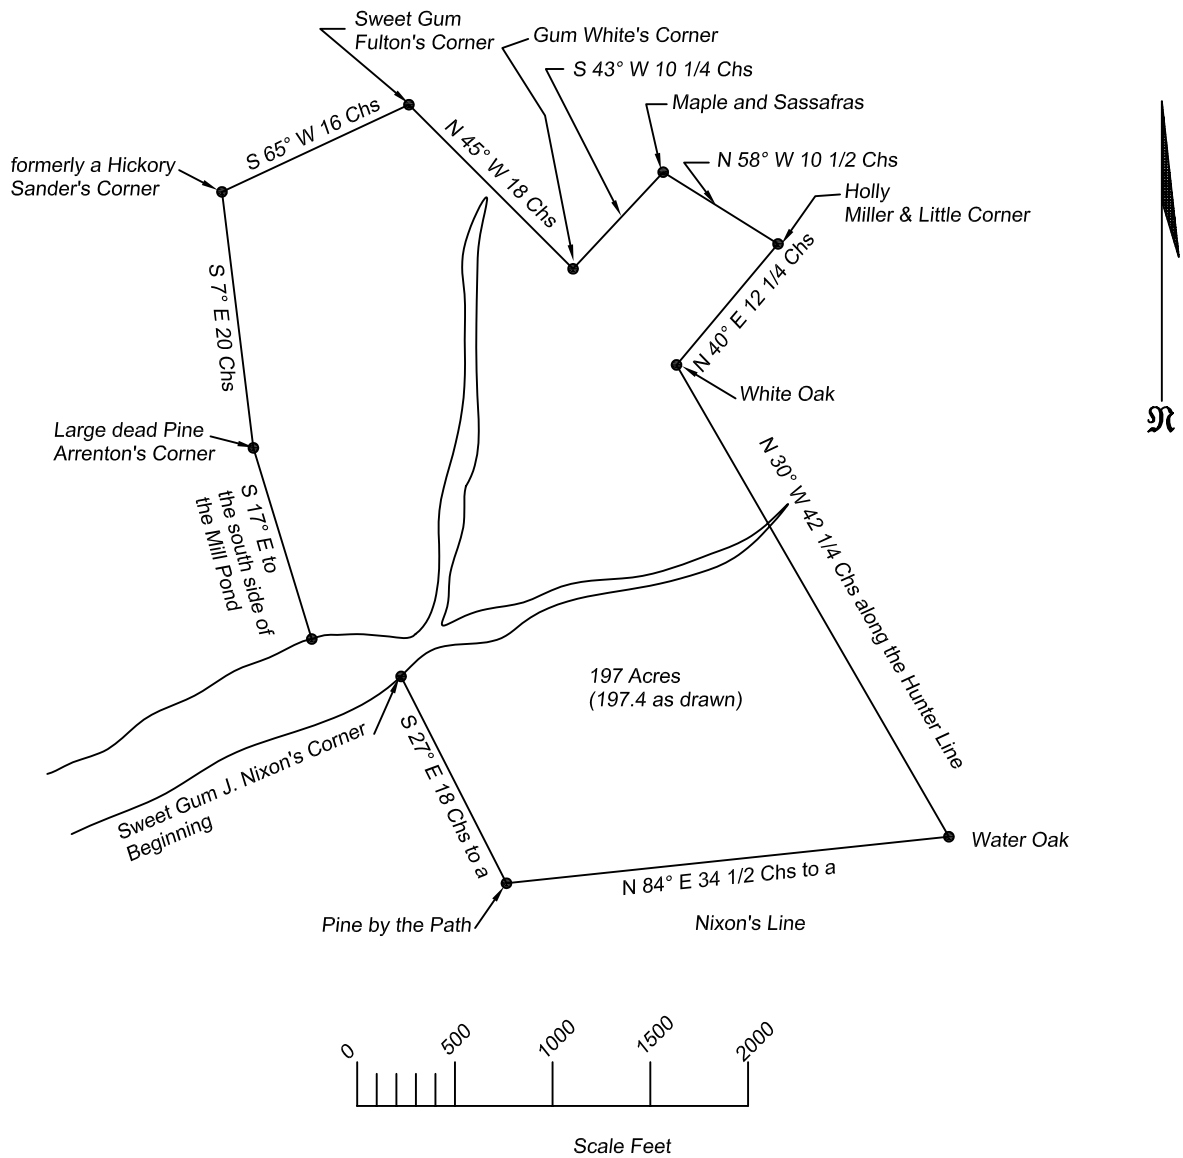 Sweet Gum
Fulton's Corner
Gum White's Corner
S 43° W 10 1/4 Chs
Maple and Sassafras
N 58° W 10 1/2 Chs
Holly
Miller & Little Corner
S 65° W 16 Chs
N 45° W 18 Chs
formerly a Hickory
Sander's Corner
N 40° E 12 1/4 Chs
S 7° E 20 Chs
White Oak
N
Large dead Pine
Arrenton's Corner
N 30° W 42 1/4 Chs along the Hunter Line
S 17° E to
the south side of
the Mill Pond
197 Acres
(197.4 as drawn)
Sweet Gum J. Nixon's Corner
Beginning
S 27° E 18 Chs to a
Water Oak
N 84° E 34 1/2 Chs to a
Pine by the Path
Nixon's Line
0
500
1000
1500
2000
Scale Feet